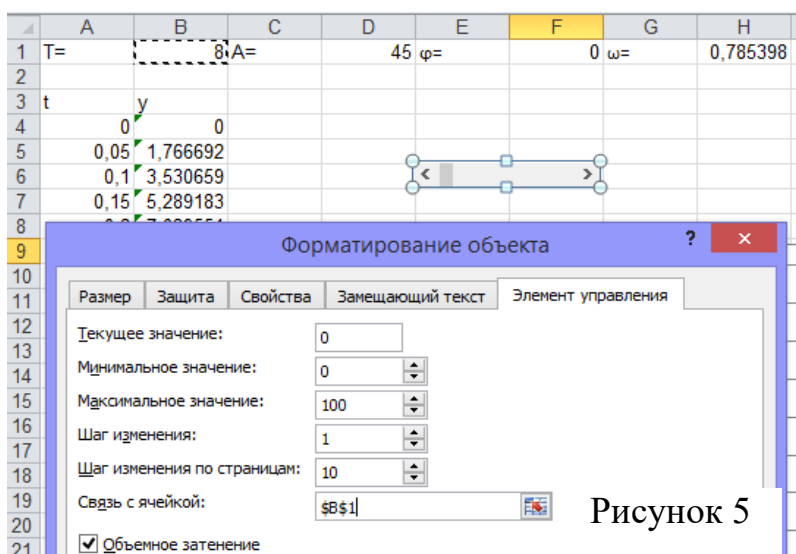 A B C D E F G H
1 T= 8 A= 45 φ= 0 ω= 0,785398
2
3 t y
4 0 0
5 0,05 1,766692
6 0,1 3,530659
7 0,15 5,289183
8
9 Форматирование объекта ? ×
10
11 Размер Защита Свойства Замещающий текст Элемент управления
12 Текущее значение: 0
13
14 Минимальное значение: 0
15 Максимальное значение: 100
16 Шаг изменения: 1
17
18 Шаг изменения по страницам: 10
19 Связь с ячейкой: $B$1 Рисунок 5
20
21 Объемное затенение